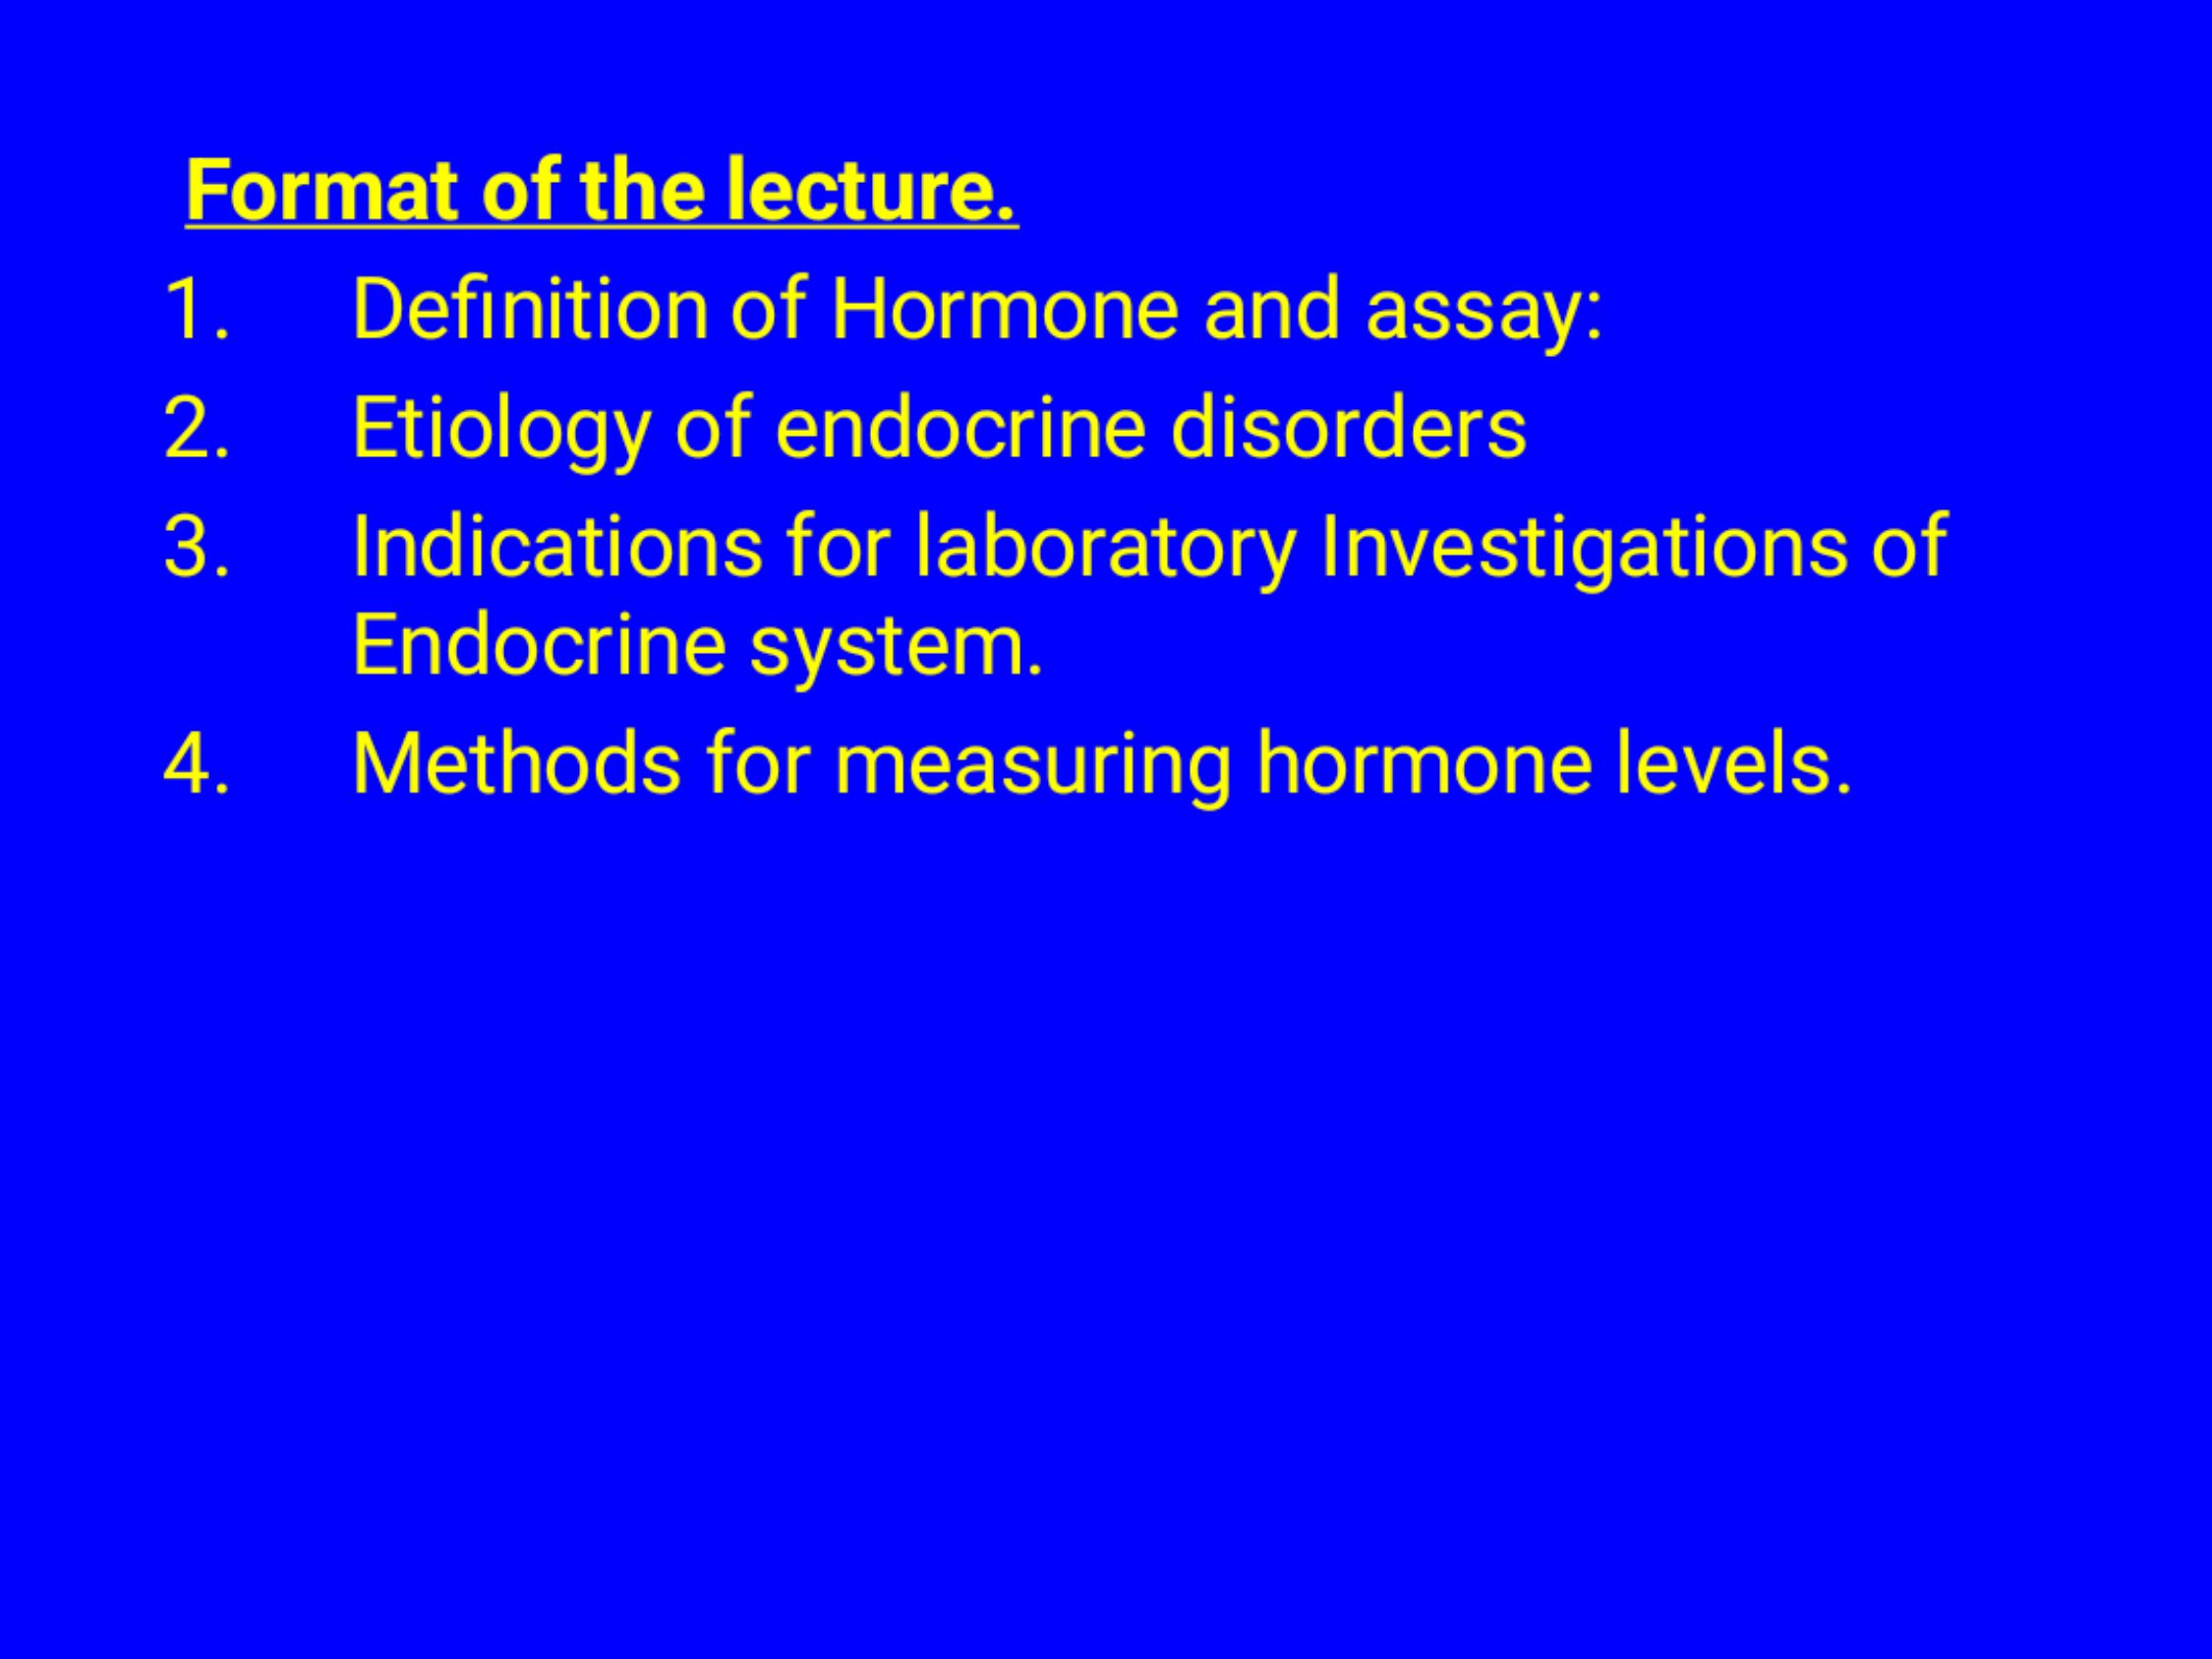 Format of the lecture.
1. Definition of Hormone and assay:
2. Etiology of endocrine disorders
3. Indications for laboratory Investigations of
Endocrine system.
4. Methods for measuring hormone levels.